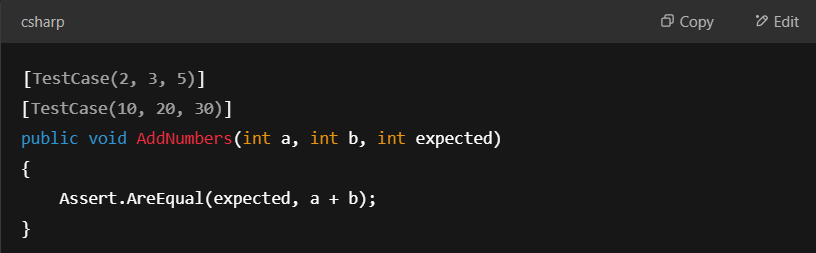 csharp
Copy
Edit
[TestCase(2, 3, 5)]
[TestCase(10, 20, 30)]
public void AddNumbers(int a, int b, int expected)
{
    Assert.AreEqual(expected, a + b);
}